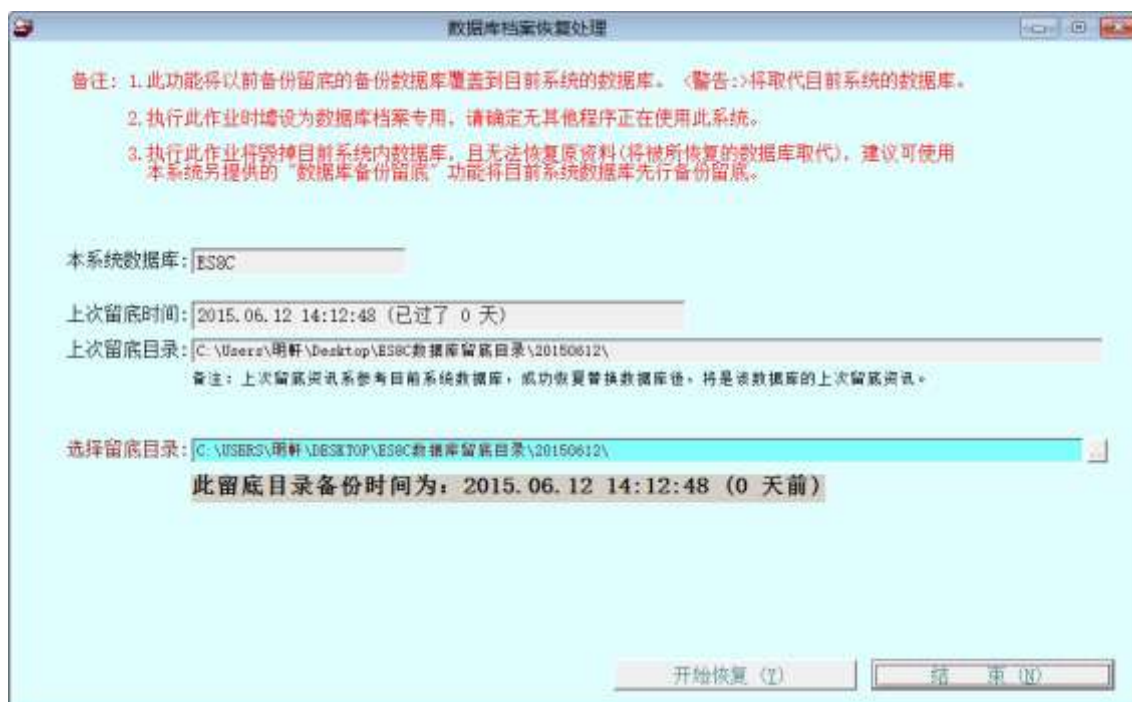 数据库档案恢复处理
备注: 1.此功能将以前备份留底的备份数据库覆盖到目前系统的数据库。 <警告:>将取代目前系统的数据库。
2.执行此作业时增设为数据库档案专用, 请确定无其他程序正在使用此系统。
3.执行此作业将毁掉目前系统内数据库, 且无法恢复原资料(将被所恢复的数据库取代), 建议可使用
本系统另提供的 "数据库备份留底" 功能将目前系统数据库先行备份留底。
本系统数据库: ES8C
上次留底时间: 2015.06.12 14:12:48 (已过了 0 天)
上次留底目录: C:\Users\明軒\Desktop\ES8C数据库留底目录\20150612\
备注: 上次留底资讯系参考目前系统数据库, 成功恢复替换数据库後, 将是该数据库的上次留底资讯。
选择留底目录: C:\USERS\明軒\DESKTOP\ES8C数据库留底目录\20150612\
此留底目录备份时间为: 2015.06.12 14:12:48 (0 天前)
开始恢复 (Y) 结 束 (N)